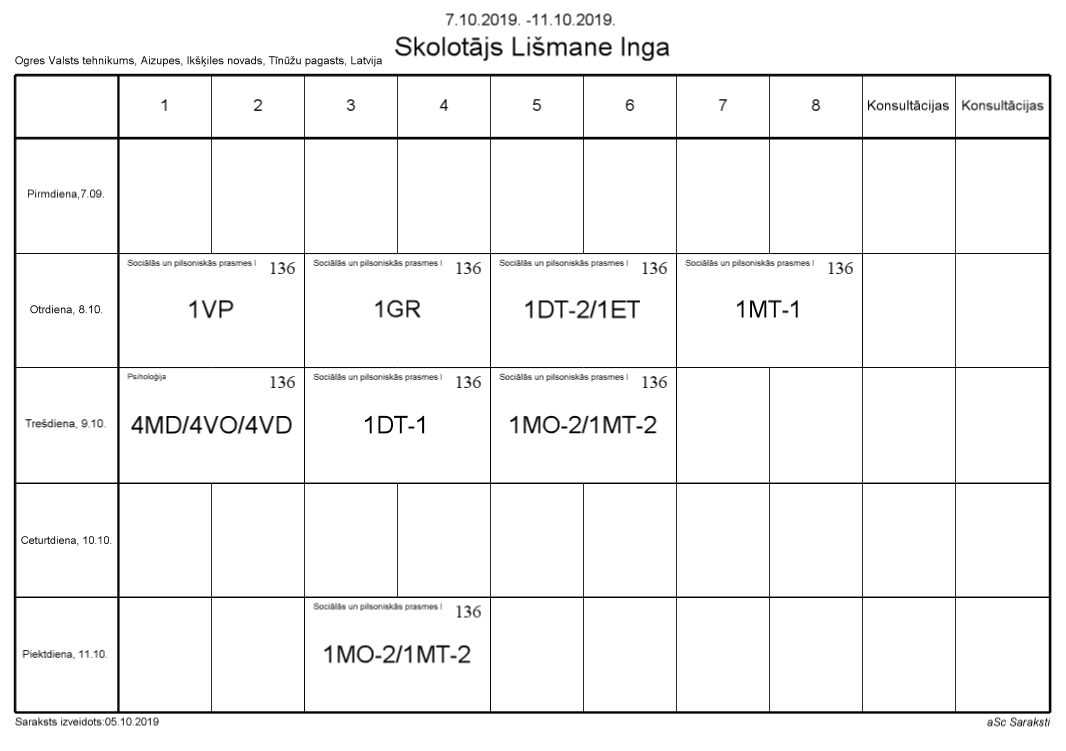 7.10.2019. -11.10.2019.
Skolotājs Lišmane Inga
Ogres Valsts tehnikums, Aizupes, Ikšķiles novads, Tīnūžu pagasts, Latvija
1 2 3 4 5 6 7 8 Konsultācijas Konsultācijas
Pirmdiena,7.09.
Sociālās un pilsoniskās prasmes I 136 Sociālās un pilsoniskās prasmes I 136 Sociālās un pilsoniskās prasmes I 136 Sociālās un pilsoniskās prasmes I 136
Otrdiena, 8.10. 1VP 1GR 1DT-2/1ET 1MT-1
Psiholoģija 136 Sociālās un pilsoniskās prasmes I 136 Sociālās un pilsoniskās prasmes I 136
Trešdiena, 9.10. 4MD/4VO/4VD 1DT-1 1MO-2/1MT-2
Ceturtdiena, 10.10.
Sociālās un pilsoniskās prasmes I 136
Piektdiena, 11.10. 1MO-2/1MT-2
Saraksts izveidots:05.10.2019 aSc Saraksti